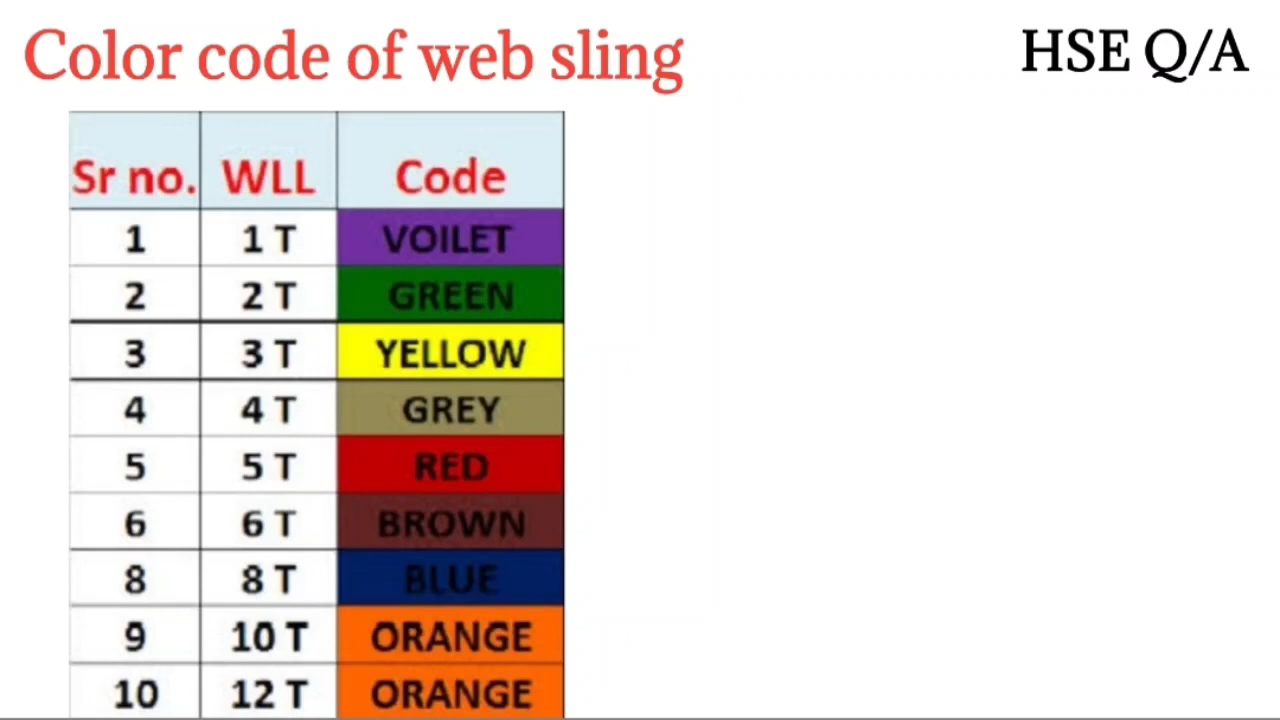 Color code of web sling
HSE Q/A
Sr no. WLL Code
1 1 T VOILET
2 2 T GREEN
3 3 T YELLOW
4 4 T GREY
5 5 T RED
6 6 T BROWN
8 8 T BLUE
9 10 T ORANGE
10 12 T ORANGE